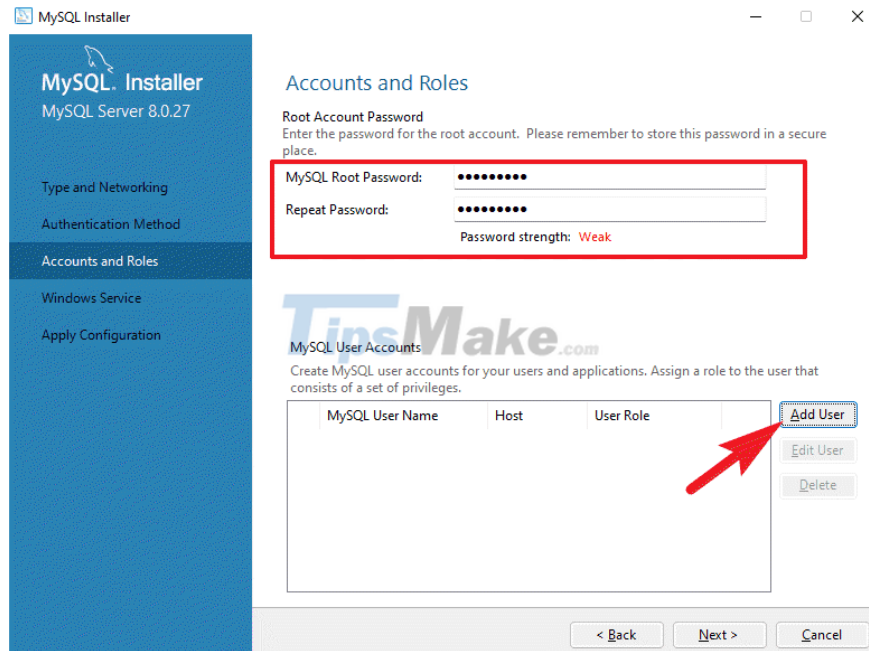 MySQL Installer
MySQL. Installer
MySQL Server 8.0.27
Type and Networking
Authentication Method
Accounts and Roles
Windows Service
Apply Configuration
Accounts and Roles
Root Account Password
Enter the password for the root account. Please remember to store this password in a secure
place.
MySQL Root Password: •••••••••
Repeat Password: •••••••••
Password strength: Weak
TipsMake.com
MySQL User Accounts
Create MySQL user accounts for your users and applications. Assign a role to the user that
consists of a set of privileges.
MySQL User Name Host User Role
Add User
Edit User
Delete
< Back Next > Cancel